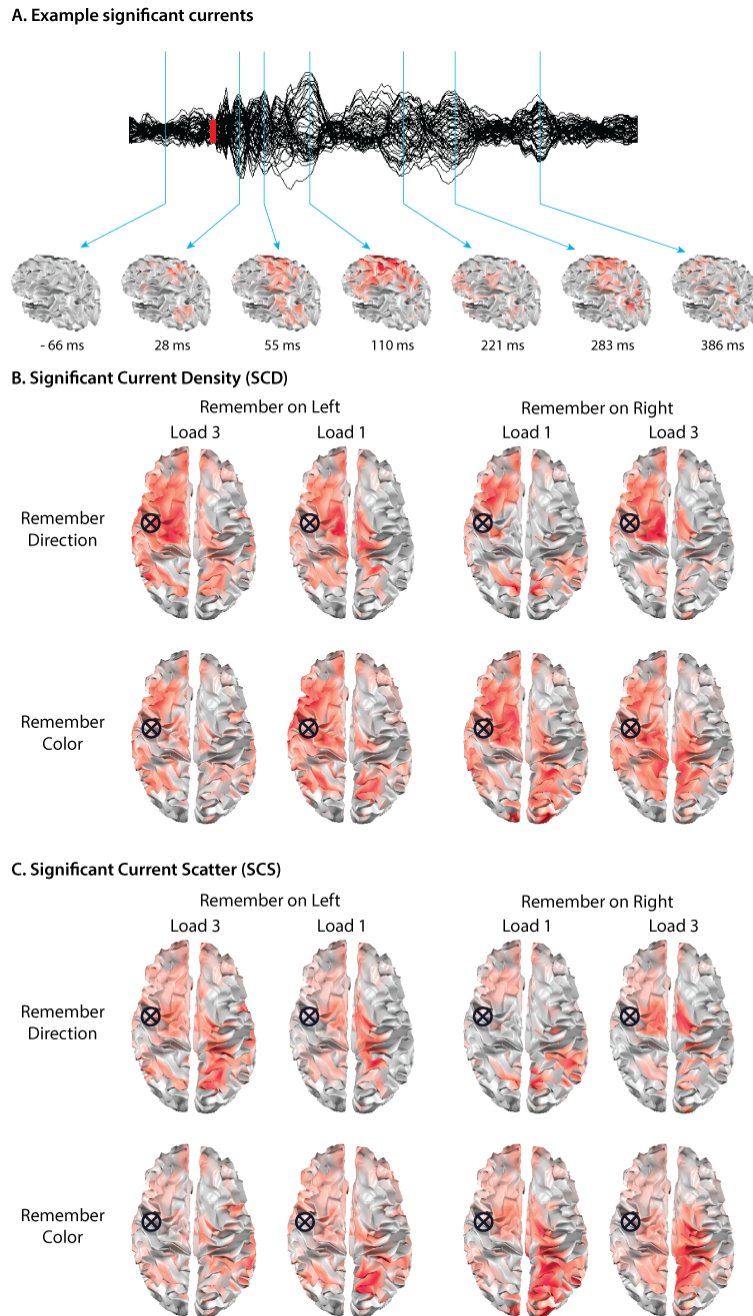 A. Example significant currents
- 66 ms 28 ms 55 ms 110 ms 221 ms 283 ms 386 ms
B. Significant Current Density (SCD)
Remember on Left Remember on Right
Load 3 Load 1 Load 1 Load 3
Remember
Direction
Remember
Color
C. Significant Current Scatter (SCS)
Remember on Left Remember on Right
Load 3 Load 1 Load 1 Load 3
Remember
Direction
Remember
Color